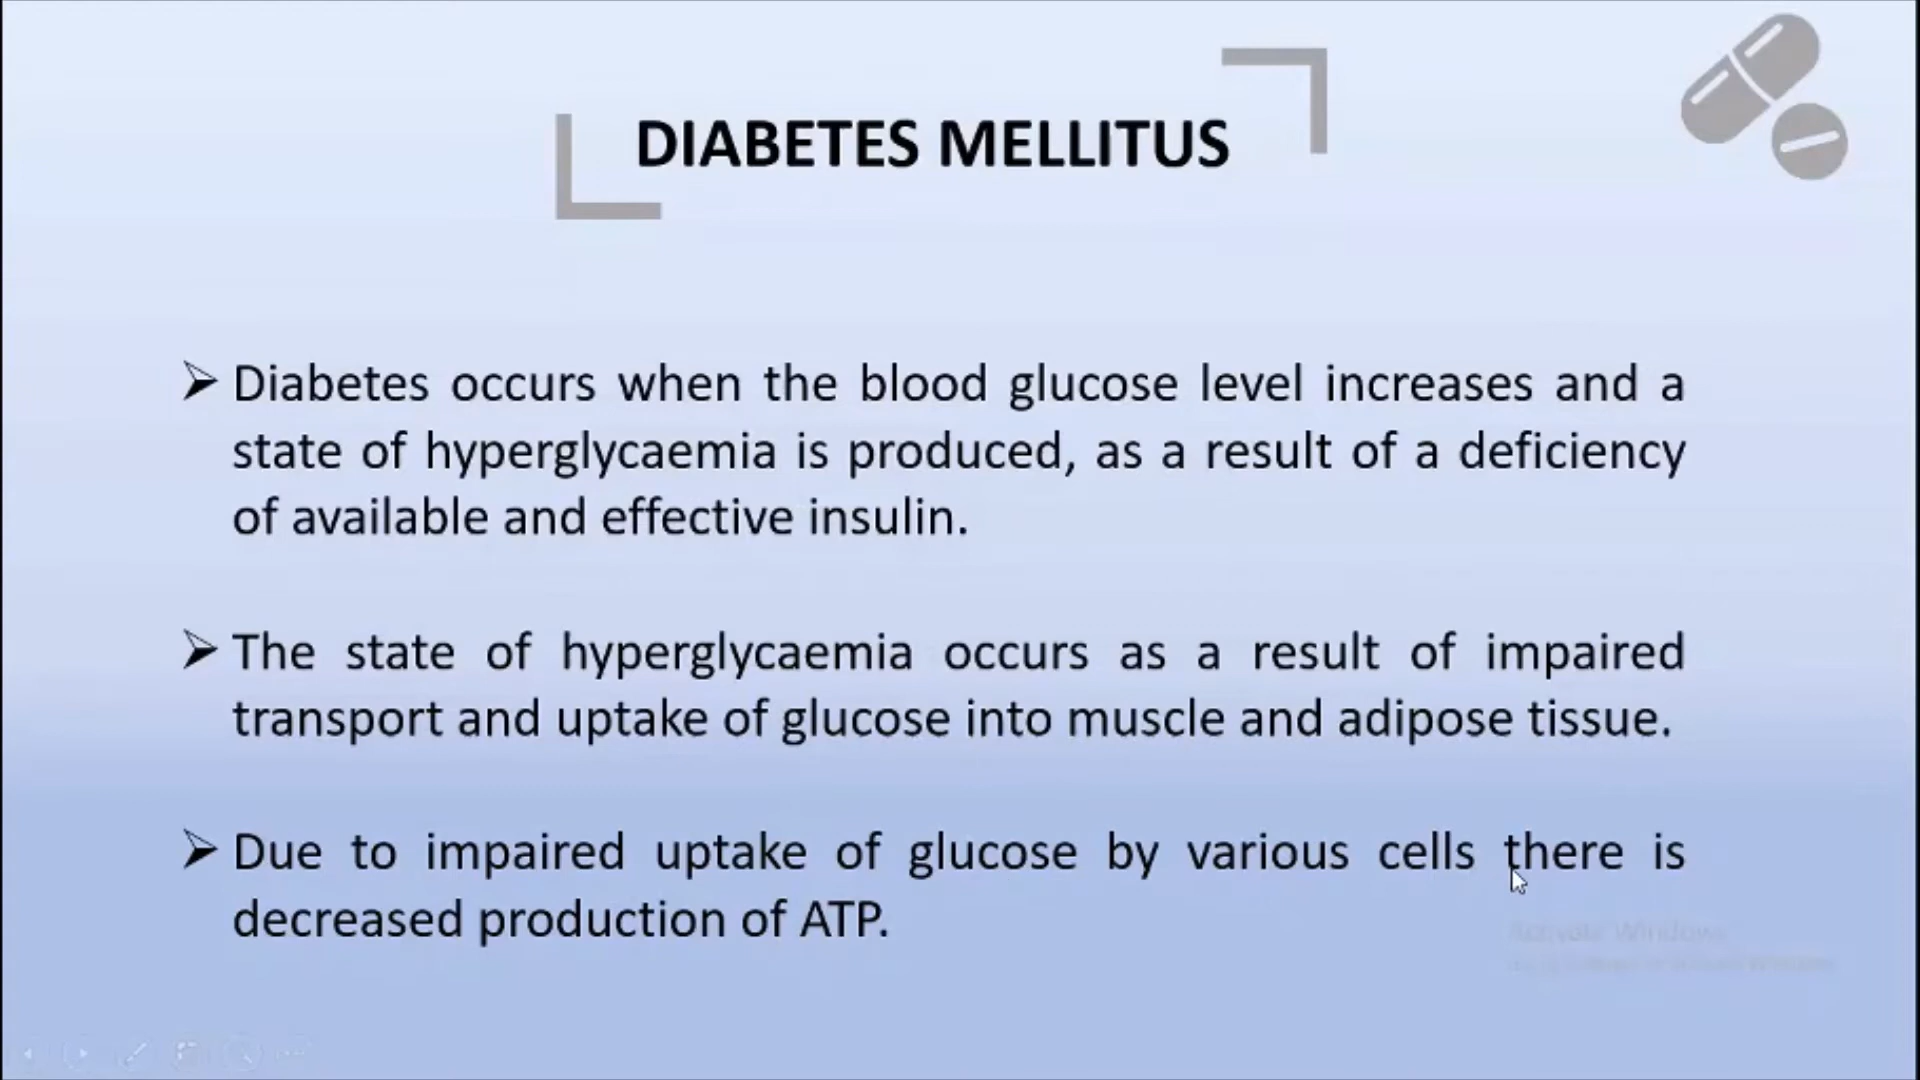 DIABETES MELLITUS
➢ Diabetes occurs when the blood glucose level increases and a
state of hyperglycaemia is produced, as a result of a deficiency
of available and effective insulin.
➢ The state of hyperglycaemia occurs as a result of impaired
transport and uptake of glucose into muscle and adipose tissue.
➢ Due to impaired uptake of glucose by various cells there is
decreased production of ATP.
Activate Windows